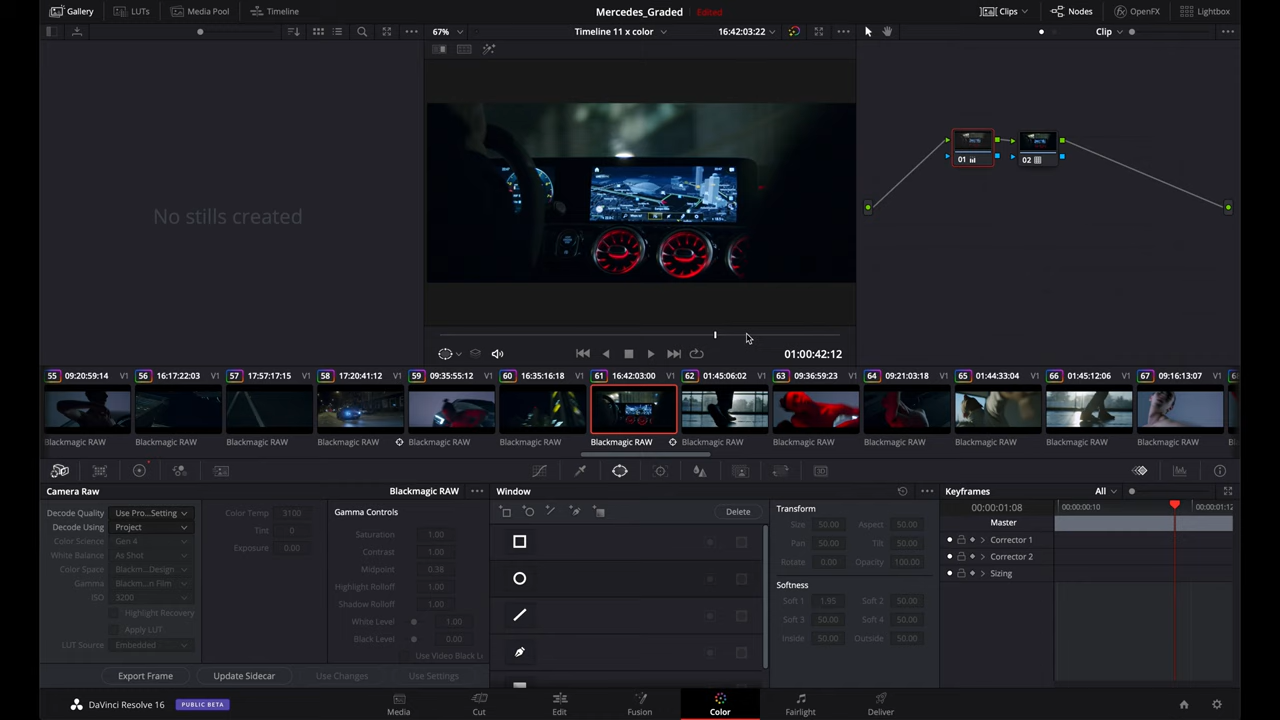 Gallery LUTs Media Pool Timeline Mercedes_Graded Edited Clips Nodes OpenFX Lightbox
67% Timeline 11 x color 16:42:03:22 Clip
01 02
No stills created
01:00:42:12
55 09:20:59:14 V1 56 16:17:22:03 V1 57 17:57:17:15 V1 58 17:20:41:12 V1 59 09:35:55:12 V1 60 16:35:16:18 V1 61 16:42:03:00 V1 62 01:45:06:02 V1 63 09:36:59:23 V1 64 09:21:03:18 V1 65 01:44:33:04 V1 66 01:45:12:06 V1 67 09:16:13:07 V1
Blackmagic RAW Blackmagic RAW Blackmagic RAW Blackmagic RAW Blackmagic RAW Blackmagic RAW Blackmagic RAW Blackmagic RAW Blackmagic RAW Blackmagic RAW Blackmagic RAW Blackmagic RAW Blackmagic RAW
3D
Camera Raw Blackmagic RAW Window Keyframes All
Decode Quality Use Pro...Setting
Decode Using Project
Color Science Gen 4
White Balance As Shot
Color Space Blackm...Design
Gamma Blackm...n Film
ISO 3200
Highlight Recovery
Apply LUT
LUT Source Embedded
Color Temp 3100
Tint 0
Exposure 0.00
Gamma Controls
Saturation 1.00
Contrast 1.00
Midpoint 0.38
Highlight Rolloff 1.00
Shadow Rolloff 1.00
White Level 1.00
Black Level 0.00
Use Video Black L
Export Frame Update Sidecar Use Changes Use Settings
Delete
Transform
Size 50.00 Aspect 50.00
Pan 50.00 Tilt 50.00
Rotate 0.00 Opacity 100.00
Softness
Soft 1 1.95 Soft 2 50.00
Soft 3 50.00 Soft 4 50.00
Inside 50.00 Outside 50.00
00:00:01:08 00:00:00:10 00:00:01:12
Master
Corrector 1
Corrector 2
Sizing
DaVinci Resolve 16 PUBLIC BETA Media Cut Edit Fusion Color Fairlight Deliver